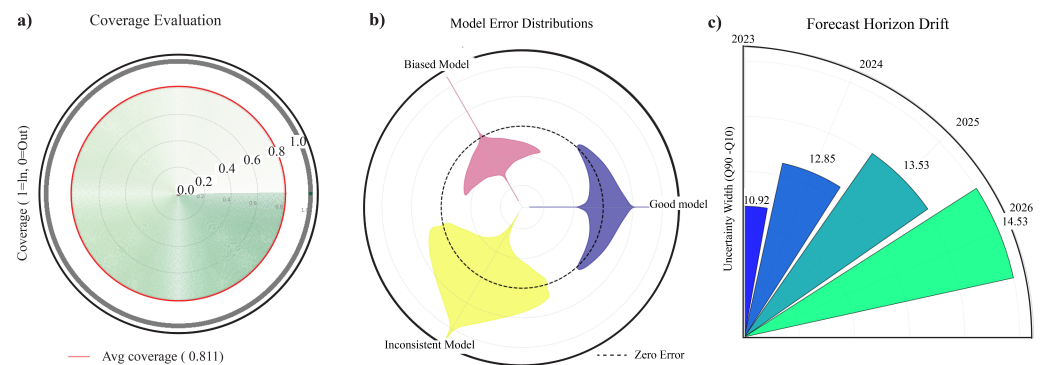 a)
Coverage Evaluation
Coverage ( 1=In, 0=Out)
0.0
0.2
0.4
0.6
0.8
1.0
Avg coverage ( 0.811)
b)
Model Error Distributions
Biased Model
Good model
Inconsistent Model
Zero Error
c)
Forecast Horizon Drift
2023
2024
2025
2026
Uncertainty Width (Q90 -Q10)
10.92
12.85
13.53
14.53